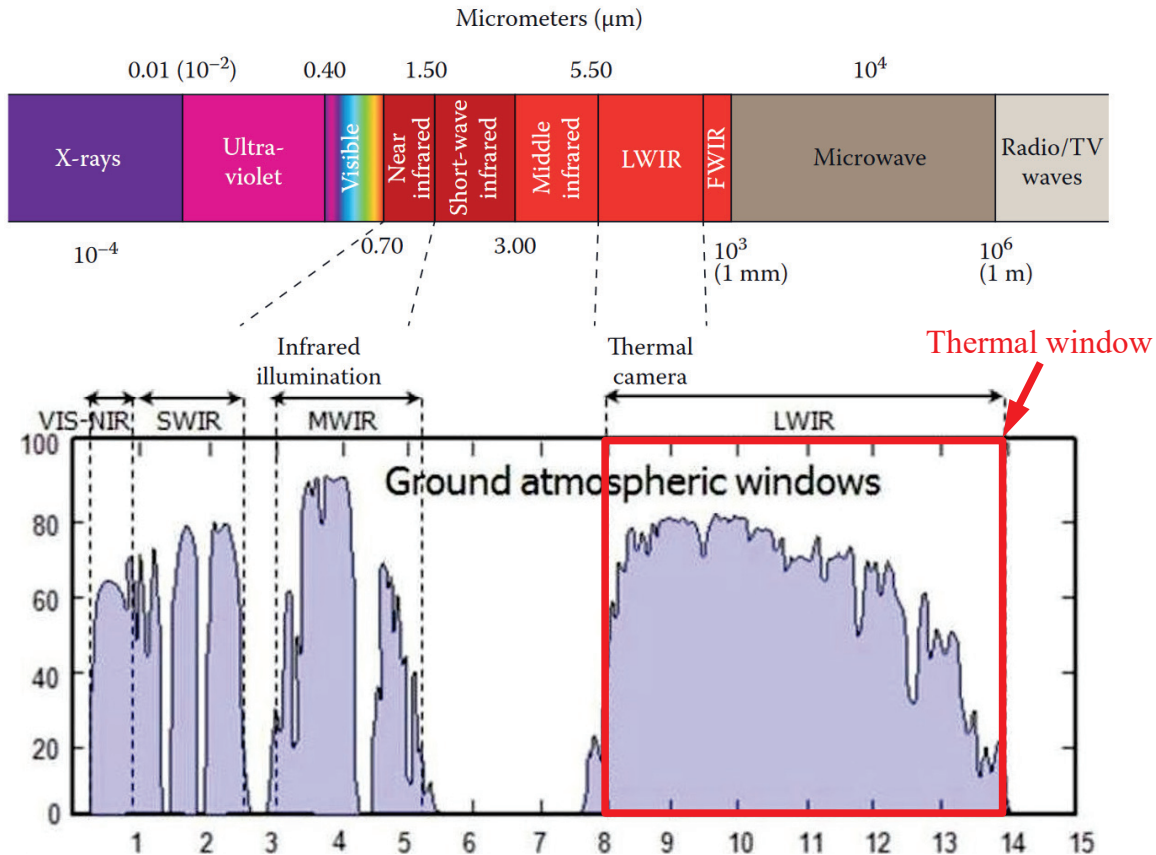 Micrometers (μm)
0.01 (10⁻²) 0.40 1.50 5.50 10⁴
X-rays
Ultra-
violet
Visible
Near
infrared
Short-wave
infrared
Middle
infrared
LWIR
FWIR
Microwave
Radio/TV
waves
10⁻⁴ 0.70 3.00 10³ 10⁶
(1 mm) (1 m)
Infrared
illumination
Thermal
camera
Thermal window
VIS-NIR SWIR MWIR LWIR
Ground atmospheric windows
100
80
60
40
20
0
1 2 3 4 5 6 7 8 9 10 11 12 13 14 15